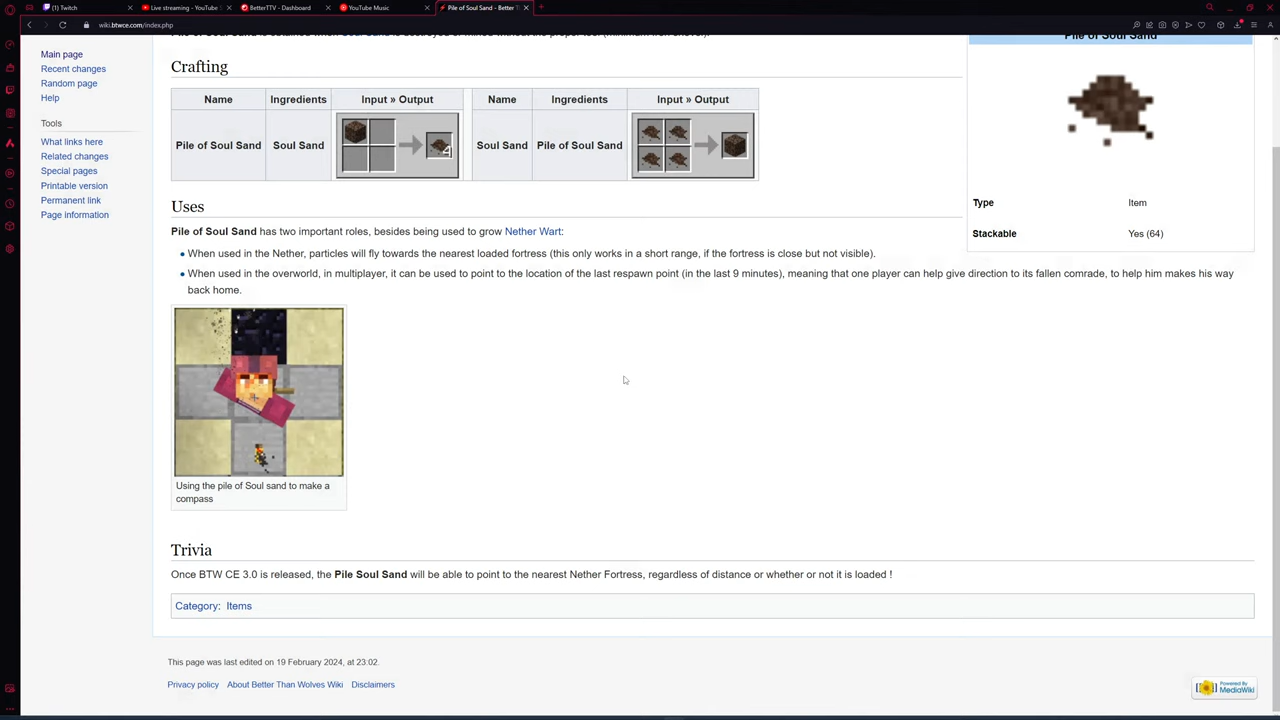 Twitch
Live streaming - YouTube S
BetterTTV - Dashboard
YouTube Music
Pile of Soul Sand - Better T
wiki.btwce.com/index.php
Pile of Soul Sand
Main page
Recent changes
Random page
Help
Tools
What links here
Related changes
Special pages
Printable version
Permanent link
Page information
Crafting
Name Ingredients Input » Output Name Ingredients Input » Output
Pile of Soul Sand Soul Sand 4 Soul Sand Pile of Soul Sand
Type Item
Stackable Yes (64)
Uses
Pile of Soul Sand has two important roles, besides being used to grow Nether Wart:
When used in the Nether, particles will fly towards the nearest loaded fortress (this only works in a short range, if the fortress is close but not visible).
When used in the overworld, in multiplayer, it can be used to point to the location of the last respawn point (in the last 9 minutes), meaning that one player can help give direction to its fallen comrade, to help him makes his way
back home.
Using the pile of Soul sand to make a
compass
Trivia
Once BTW CE 3.0 is released, the Pile Soul Sand will be able to point to the nearest Nether Fortress, regardless of distance or whether or not it is loaded !
Category: Items
This page was last edited on 19 February 2024, at 23:02.
Privacy policy About Better Than Wolves Wiki Disclaimers
Powered By
MediaWiki